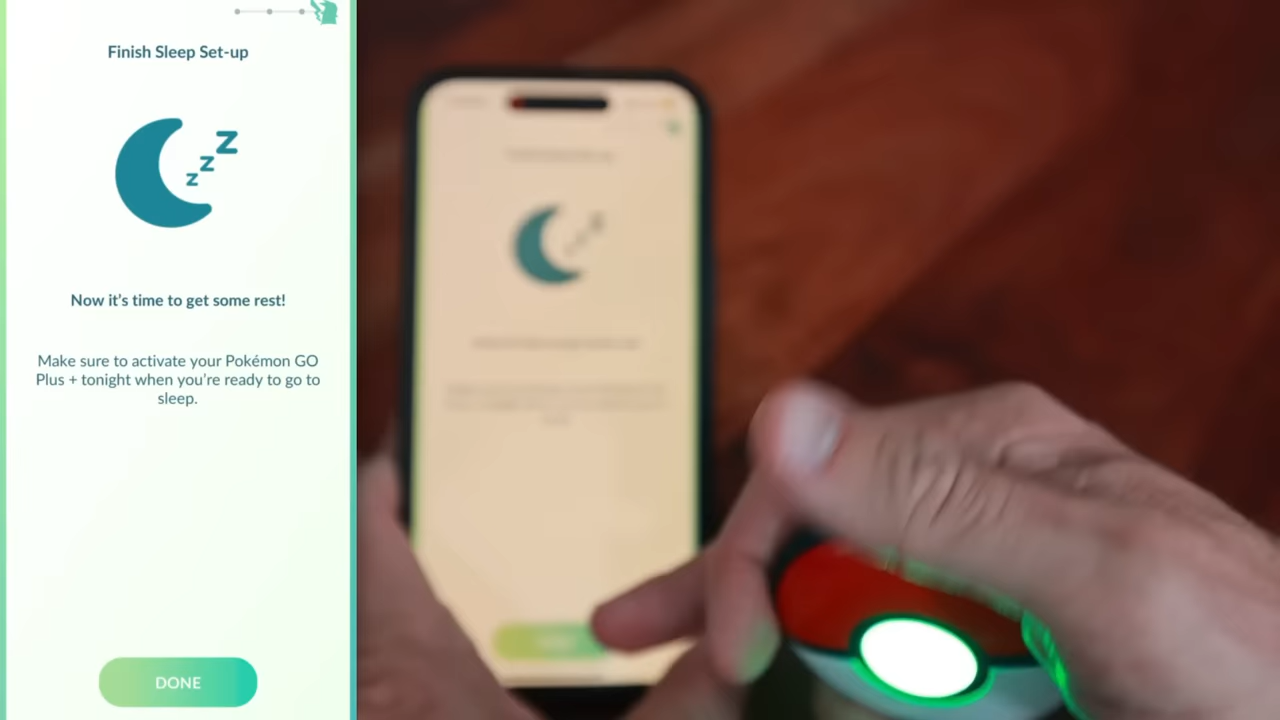 Finish Sleep Set-up
z z Z
Now it's time to get some rest!
Make sure to activate your Pokémon GO
Plus + tonight when you're ready to go to
sleep.
DONE